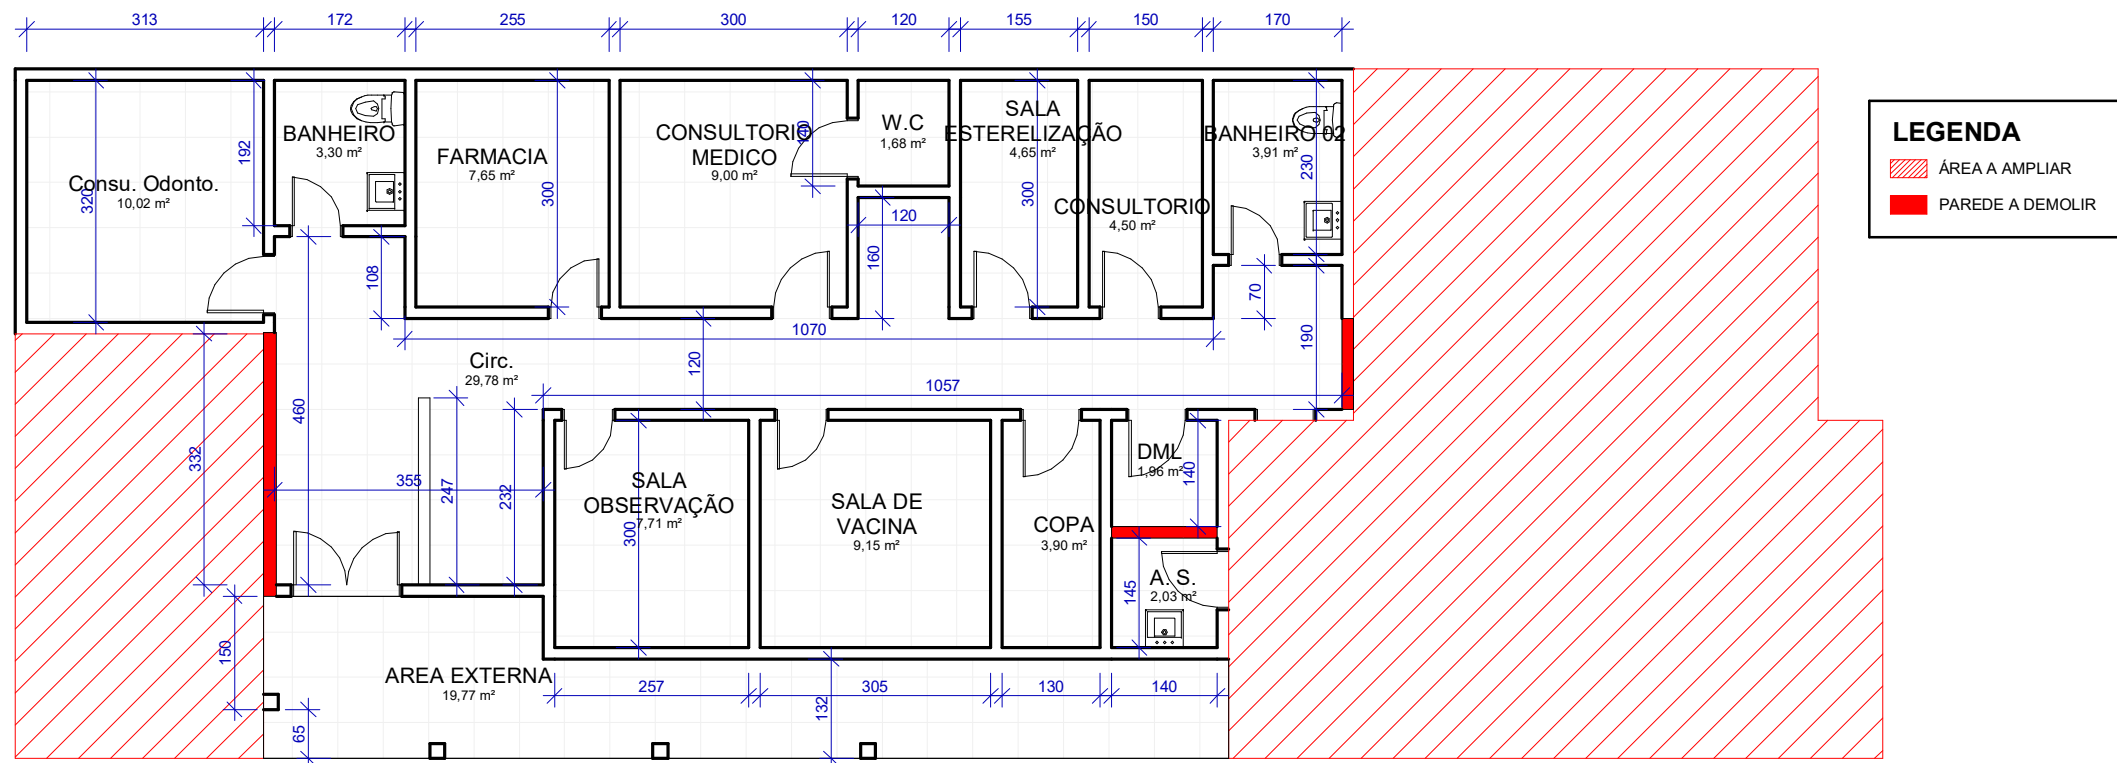 313
172
255
300
120
155
150
170
LEGENDA
ÁREA A AMPLIAR
PAREDE A DEMOLIR
Consu. Odonto.
10,02 m²
320
192
BANHEIRO
3,30 m²
FARMACIA
7,65 m²
300
CONSULTORIO
MEDICO
9,00 m²
140
W.C
1,68 m²
SALA
ESTERELIZAÇÃO
4,65 m²
300
CONSULTORIO
4,50 m²
BANHEIRO 02
3,91 m²
230
108
120
160
70
190
1070
Circ.
29,78 m²
120
1057
460
332
355
247
232
SALA
OBSERVAÇÃO
7,71 m²
300
SALA DE
VACINA
9,15 m²
COPA
3,90 m²
DML
1,96 m²
140
A. S.
2,03 m²
145
150
65
AREA EXTERNA
19,77 m²
257
305
130
140
132